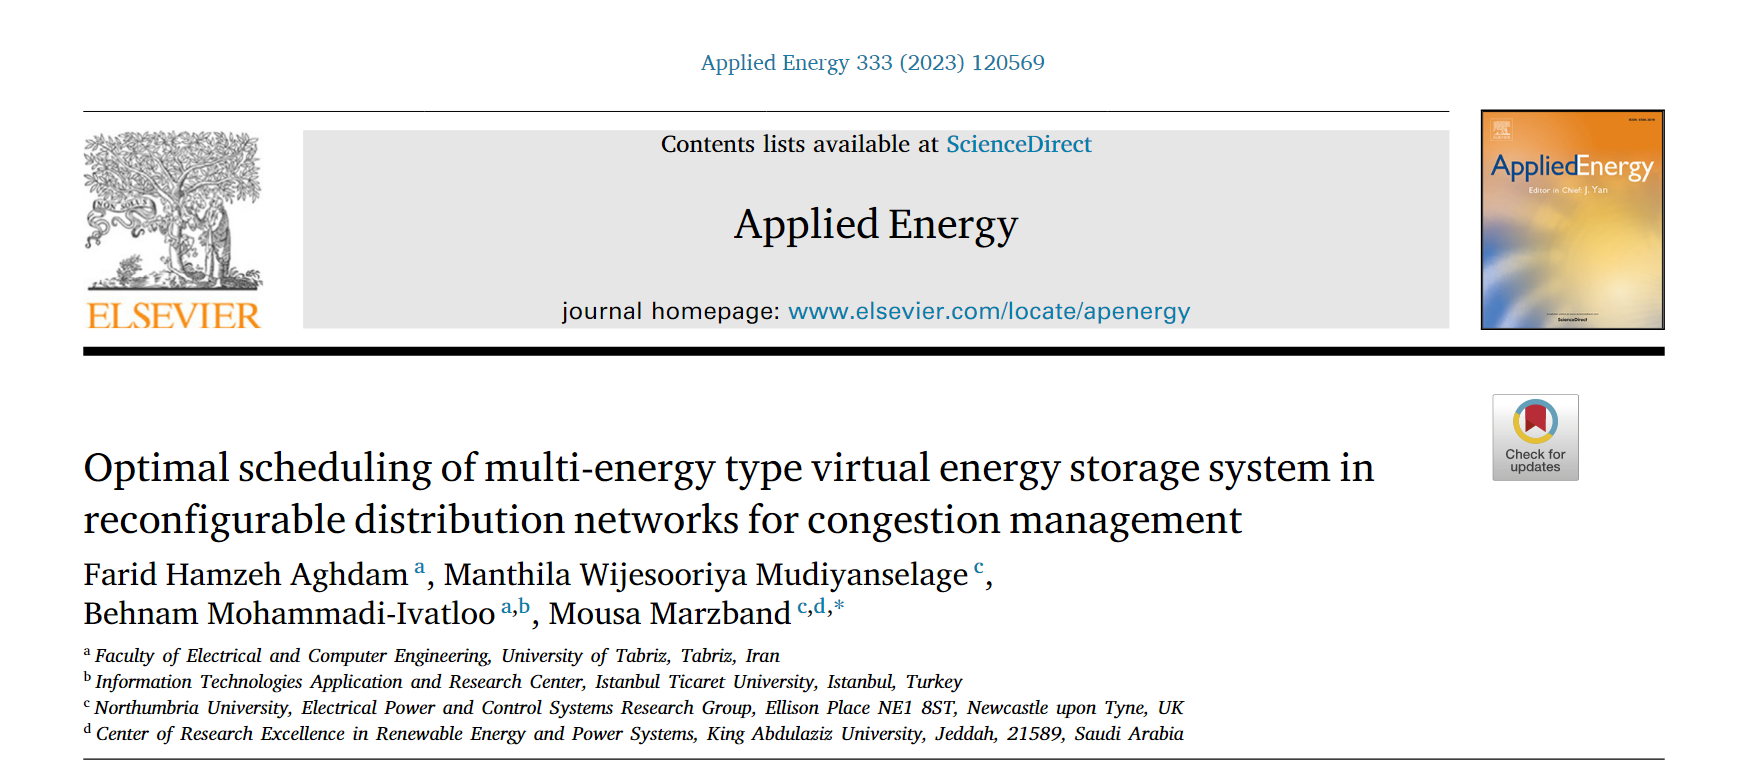 Applied Energy 333 (2023) 120569
Contents lists available at ScienceDirect
Applied Energy
journal homepage: www.elsevier.com/locate/apenergy
NON SOLUS
ELSEVIER
AppliedEnergy
Editor in Chief: J. Yan
ScienceDirect
Check for
updates
Optimal scheduling of multi-energy type virtual energy storage system in
reconfigurable distribution networks for congestion management
Farid Hamzeh Aghdam a, Manthila Wijesooriya Mudiyanselage c,
Behnam Mohammadi-Ivatloo a,b, Mousa Marzband c,d,*
a Faculty of Electrical and Computer Engineering, University of Tabriz, Tabriz, Iran
b Information Technologies Application and Research Center, Istanbul Ticaret University, Istanbul, Turkey
c Northumbria University, Electrical Power and Control Systems Research Group, Ellison Place NE1 8ST, Newcastle upon Tyne, UK
d Center of Research Excellence in Renewable Energy and Power Systems, King Abdulaziz University, Jeddah, 21589, Saudi Arabia